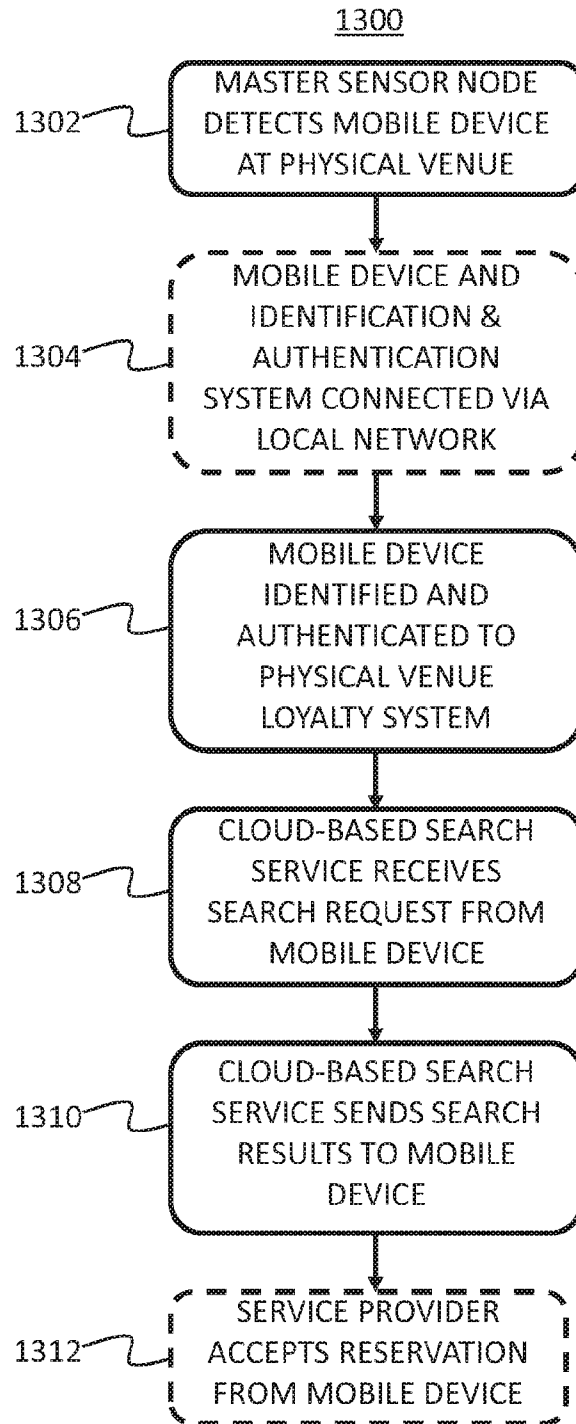 1300
1302
MASTER SENSOR NODE
DETECTS MOBILE DEVICE
AT PHYSICAL VENUE
1304
MOBILE DEVICE AND
IDENTIFICATION &
AUTHENTICATION
SYSTEM CONNECTED VIA
LOCAL NETWORK
1306
MOBILE DEVICE
IDENTIFIED AND
AUTHENTICATED TO
PHYSICAL VENUE
LOYALTY SYSTEM
1308
CLOUD-BASED SEARCH
SERVICE RECEIVES
SEARCH REQUEST FROM
MOBILE DEVICE
1310
CLOUD-BASED SEARCH
SERVICE SENDS SEARCH
RESULTS TO MOBILE
DEVICE
1312
SERVICE PROVIDER
ACCEPTS RESERVATION
FROM MOBILE DEVICE